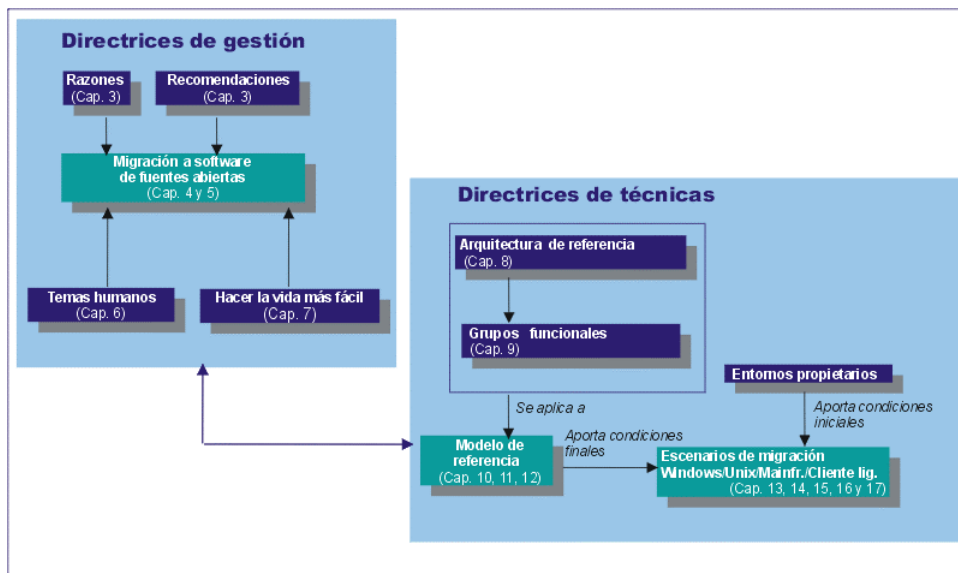 Directrices de gestión
Razones
(Cap. 3)
Recomendaciones
(Cap. 3)
Migración a software
de fuentes abiertas
(Cap. 4 y 5)
Temas humanos
(Cap. 6)
Hacer la vida más fácil
(Cap. 7)
Directrices de técnicas
Arquitectura de referencia
(Cap. 8)
Grupos funcionales
(Cap. 9)
Entornos propietarios
Se aplica a
Aporta condiciones
iniciales
Modelo de
referencia
(Cap. 10, 11, 12)
Aporta condiciones
finales
Escenarios de migración
Windows/Unix/Mainfr./Cliente lig.
(Cap. 13, 14, 15, 16 y 17)